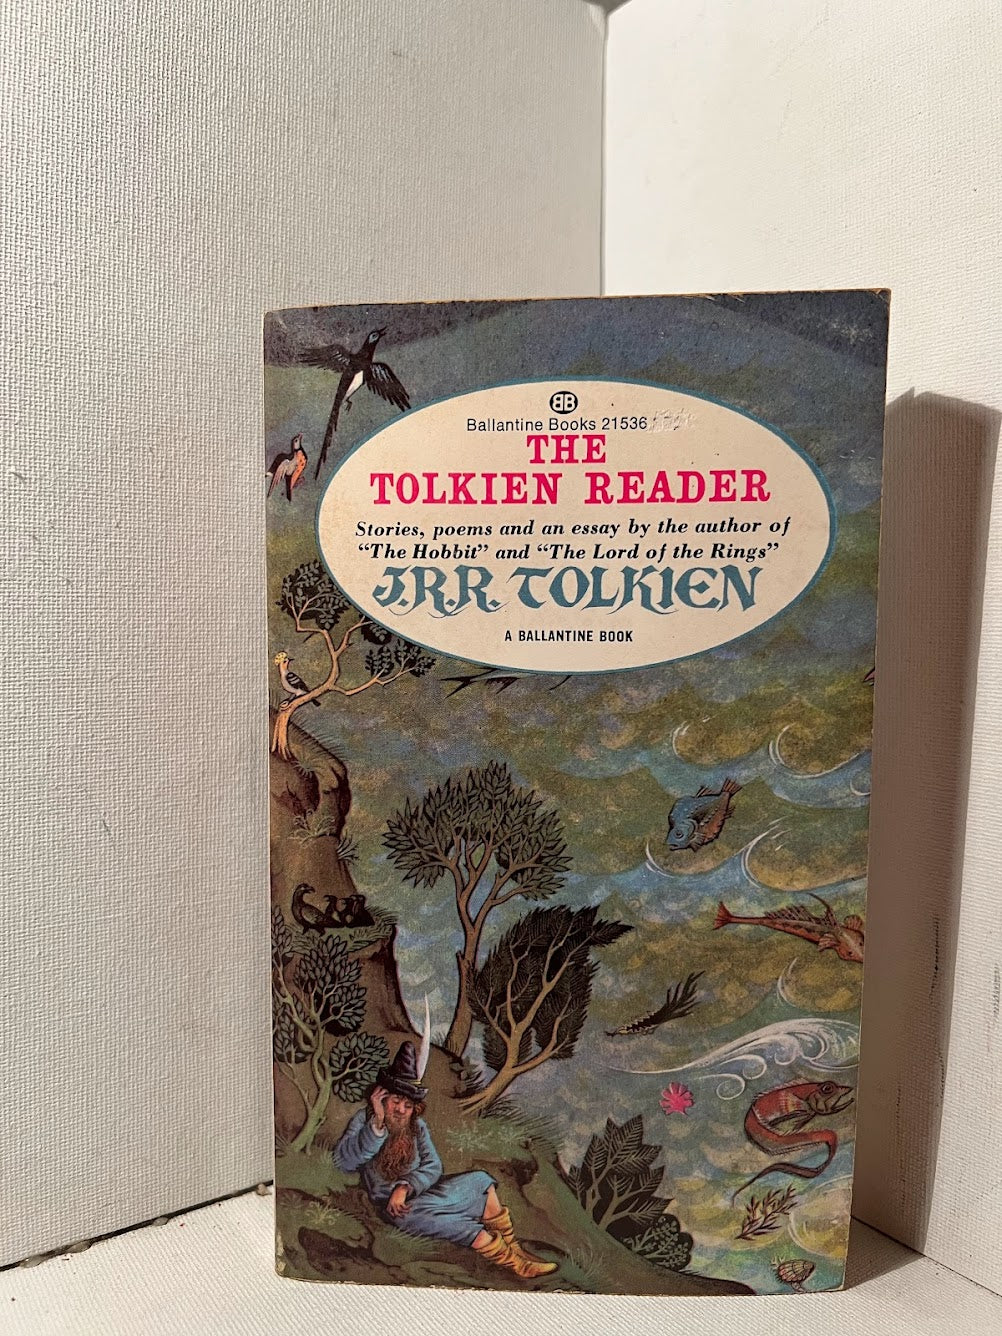 BB
Ballantine Books 21536
THE
TOLKIEN READER
Stories, poems and an essay by the author of
“The Hobbit” and “The Lord of the Rings”
J.R.R. TOLKIEN
A BALLANTINE BOOK